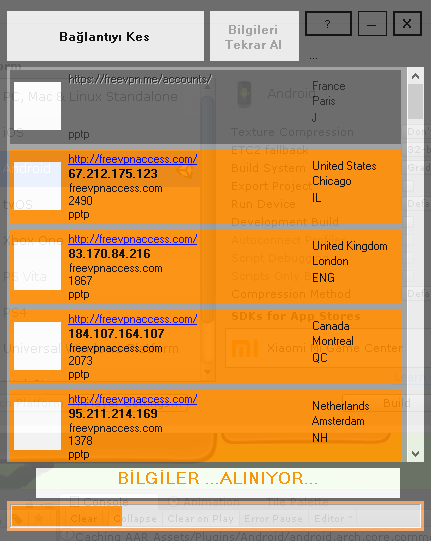 Bağlantıyı Kes
Bilgileri
Tekrar Al
?
X
...
https://freevpn.me/accounts/
pptp
France
Paris
J
PC, Mac & Linux Standalone
iOS
Android
tvOS
Xbox One
PS Vita
PS4
Universal
Android
Texture Compression
ETC2 fallback
Build System
Export Project
Run Device
Development Build
Autoconnect
Script Debug
Scripts Only
Compression Method
SDKs for App Stores
Xiaomi
Game Center
Build
http://freevpnaccess.com/
67.212.175.123
freevpnaccess.com
2490
pptp
United States
Chicago
IL
http://freevpnaccess.com/
83.170.84.216
freevpnaccess.com
1867
pptp
United Kingdom
London
ENG
http://freevpnaccess.com/
184.107.164.107
freevpnaccess.com
2073
pptp
Canada
Montreal
QC
http://freevpnaccess.com/
95.211.214.169
freevpnaccess.com
1378
pptp
Netherlands
Amsterdam
NH
BİLGİLER ...ALINIYOR...
Console
Animation
Tile Palette
Clear
Collapse
Clear on Play
Error Pause
Editor
Caching AAR Assets/Plugins/Android/android.arch.core.comm